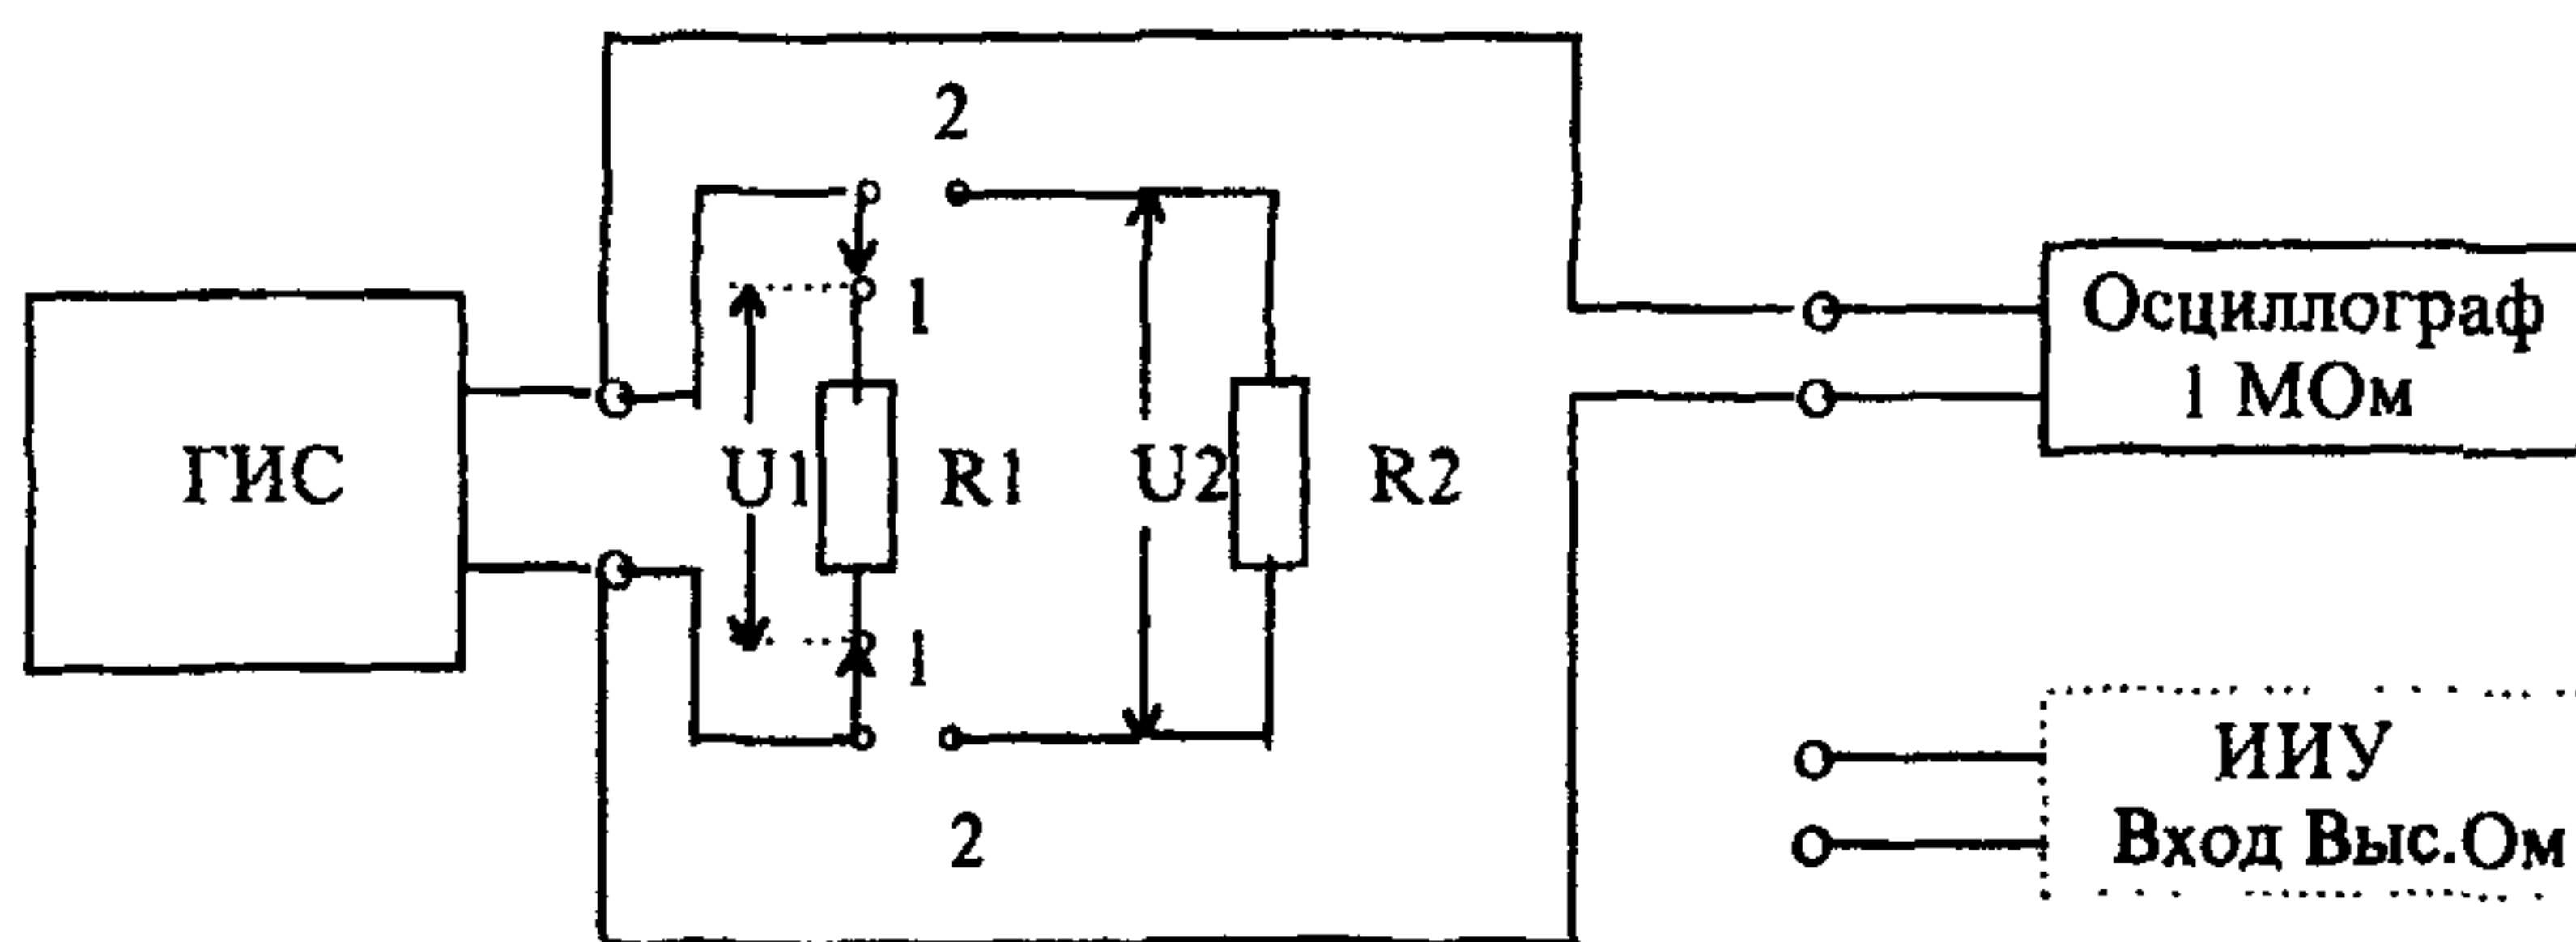 2
1
Осциллограф
1 МОм
ГИС
U1
R1
U2
R2
1
ИИУ
2
Вход Выс.Ом